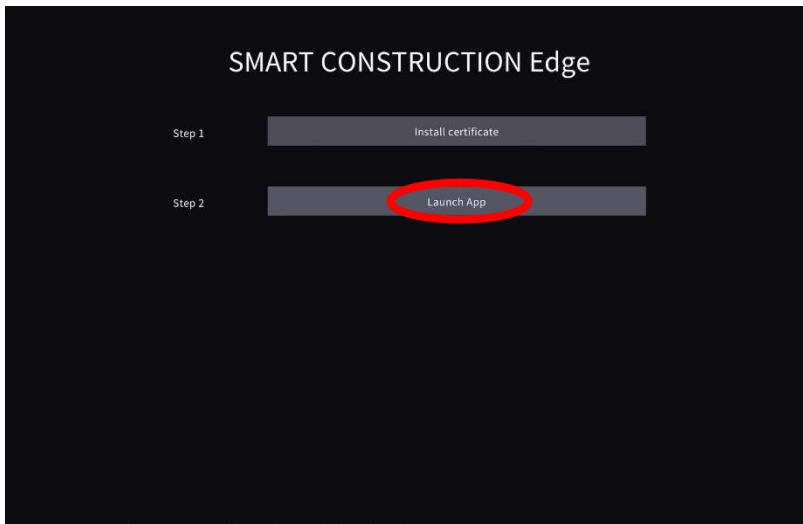 SMART CONSTRUCTION Edge
Step 1 Install certificate
Step 2 Launch App